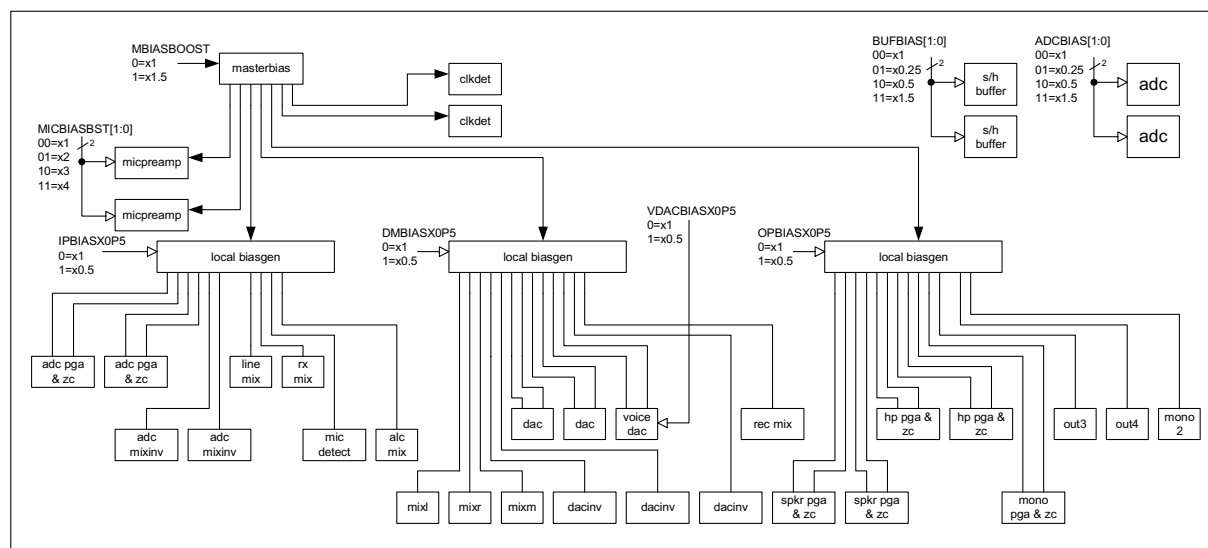 MBIASBOOST
0=x1
1=x1.5
masterbias
clkdet
clkdet
BUFBIAS[1:0]
00=x1
01=x0.25
10=x0.5
11=x1.5
2
s/h
buffer
s/h
buffer
ADCBIAS[1:0]
00=x1
01=x0.25
10=x0.5
11=x1.5
2
adc
adc
MICBIASBST[1:0]
00=x1
01=x2
10=x3
11=x4
2
micpreamp
micpreamp
IPBIASX0P5
0=x1
1=x0.5
local biasgen
DMBIASX0P5
0=x1
1=x0.5
local biasgen
VDACBIASX0P5
0=x1
1=x0.5
OPBIASX0P5
0=x1
1=x0.5
local biasgen
adc pga
& zc
adc pga
& zc
line
mix
rx
mix
adc
mixinv
adc
mixinv
mic
detect
alc
mix
dac
dac
voice
dac
rec mix
mixl
mixr
mixm
dacinv
dacinv
dacinv
hp pga &
zc
hp pga &
zc
out3
out4
mono
2
spkr pga
& zc
spkr pga
& zc
mono
pga & zc